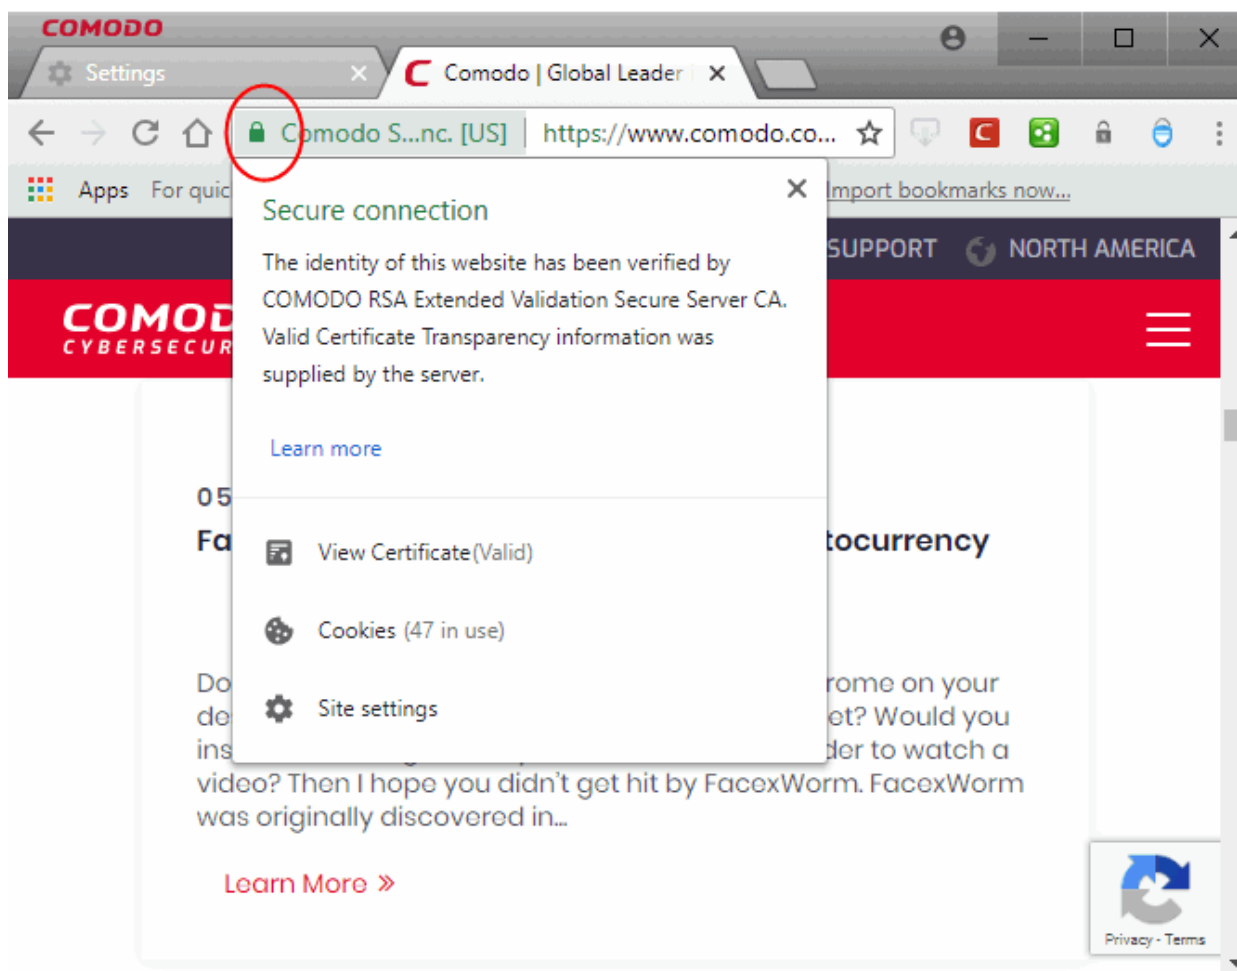 COMODO
Settings
Comodo | Global Leader
Comodo S...nc. [US] https://www.comodo.co...
Apps For quic Import bookmarks now...
SUPPORT NORTH AMERICA
COMOD
CYBERSECUR
Secure connection
The identity of this website has been verified by
COMODO RSA Extended Validation Secure Server CA.
Valid Certificate Transparency information was
supplied by the server.
Learn more
View Certificate(Valid)
Cookies (47 in use)
Site settings
05
Fa tocurrency
Do rome on your
de et? Would you
ins der to watch a
video? Then I hope you didn't get hit by FacexWorm. FacexWorm
was originally discovered in...
Learn More »
Privacy - Terms